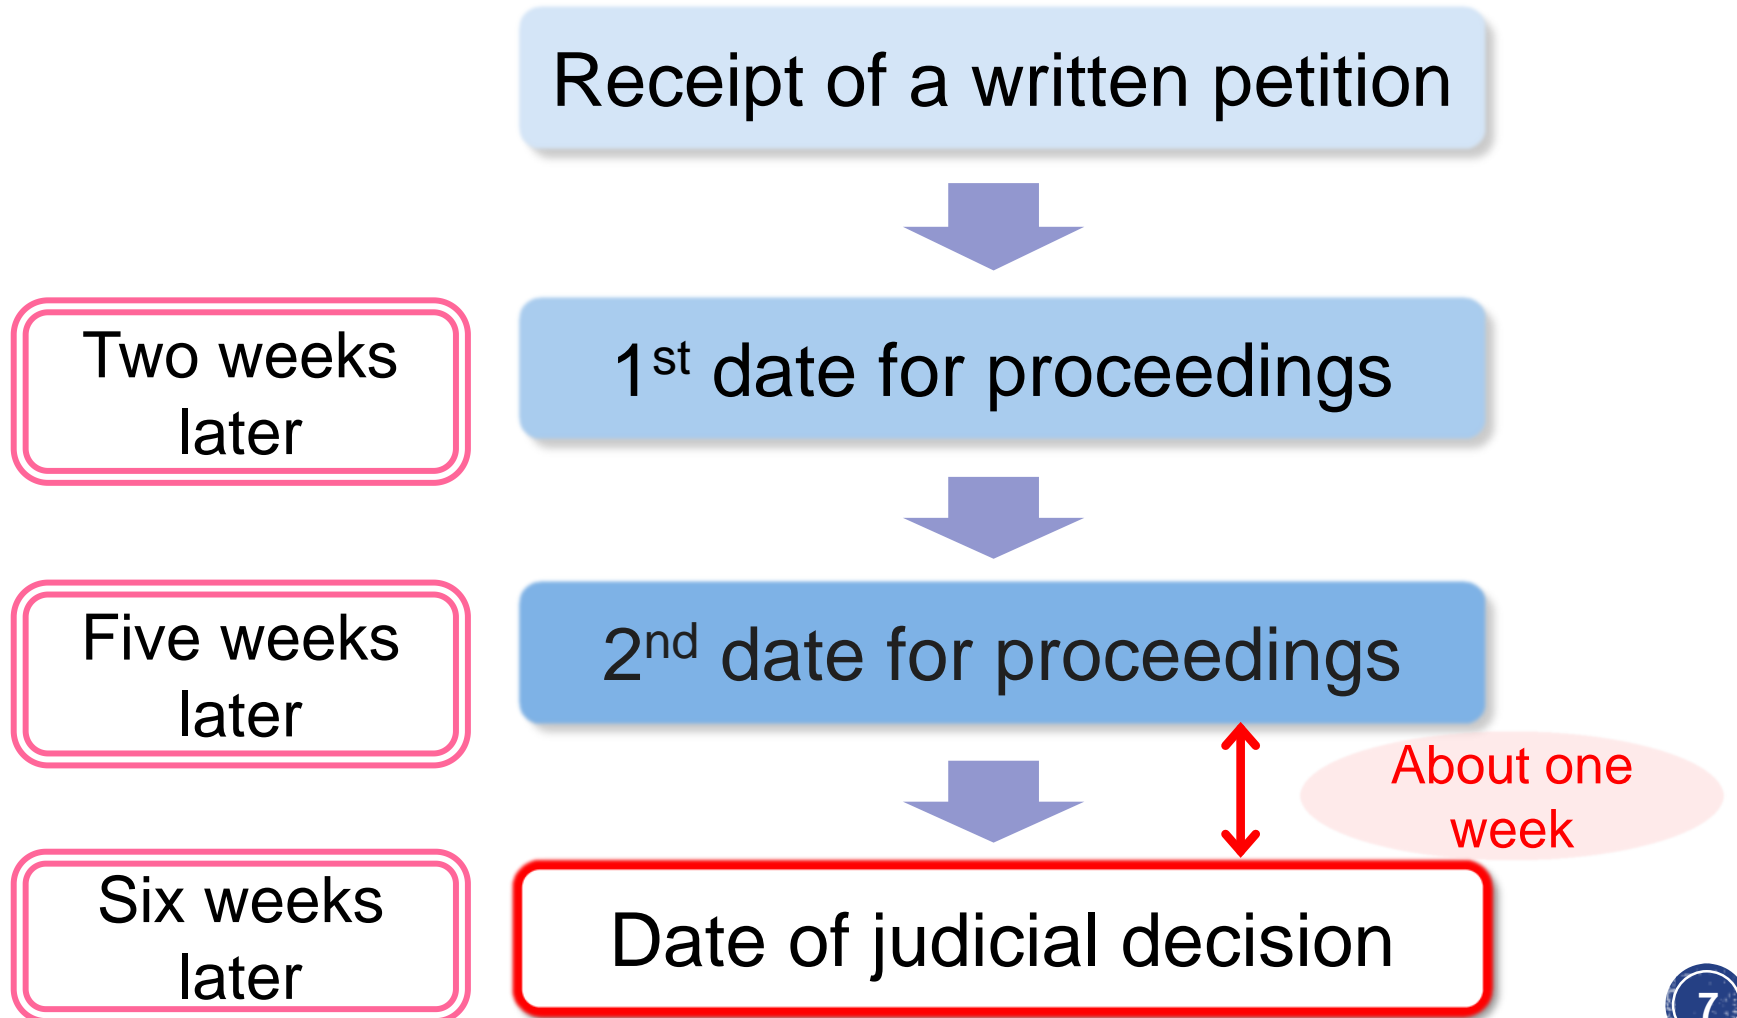 Receipt of a written petition
Two weeks
later
1st date for proceedings
Five weeks
later
2nd date for proceedings
About one
week
Six weeks
later
Date of judicial decision
7